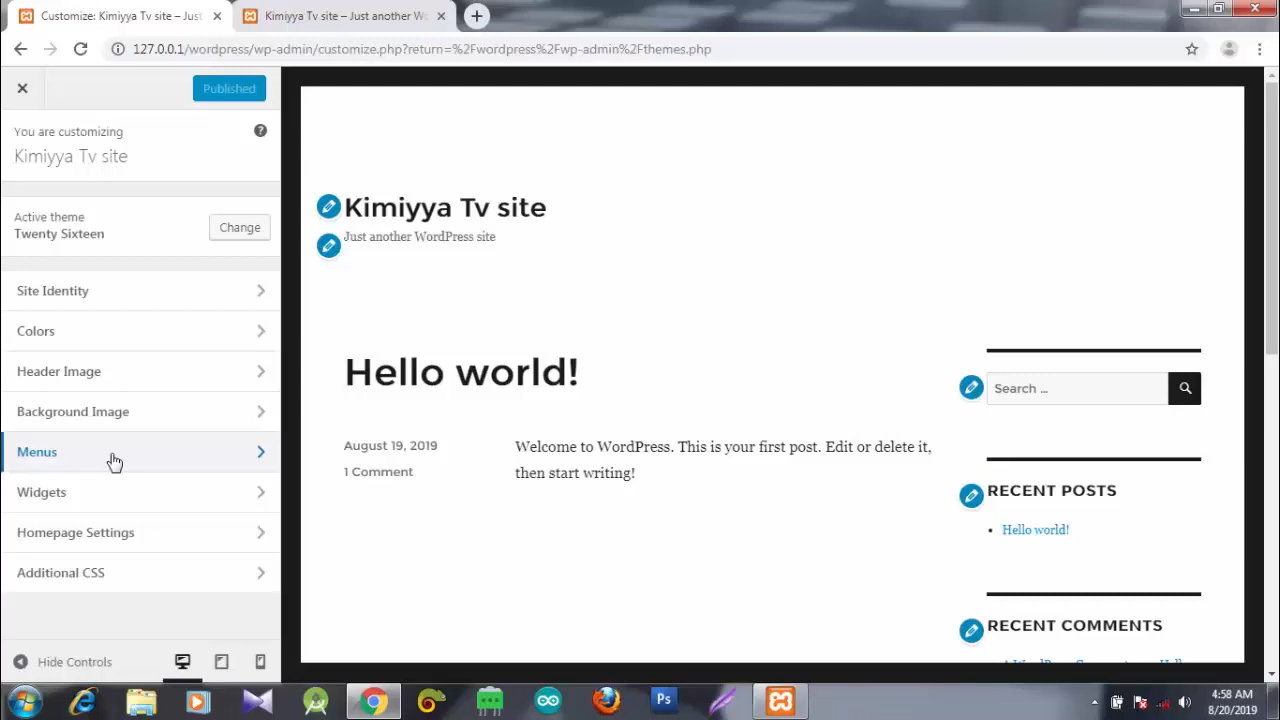 Customize: Kimiyya Tv site – Just
Kimiyya Tv site – Just another Wo
127.0.0.1/wordpress/wp-admin/customize.php?return=%2Fwordpress%2Fwp-admin%2Fthemes.php
Published
You are customizing
Kimiyya Tv site
Active theme
Twenty Sixteen
Change
Site Identity
Colors
Header Image
Background Image
Menus
Widgets
Homepage Settings
Additional CSS
Hide Controls
Kimiyya Tv site
Just another WordPress site
Hello world!
August 19, 2019
1 Comment
Welcome to WordPress. This is your first post. Edit or delete it,
then start writing!
Search ...
RECENT POSTS
Hello world!
RECENT COMMENTS
Ps
4:58 AM
8/20/2019